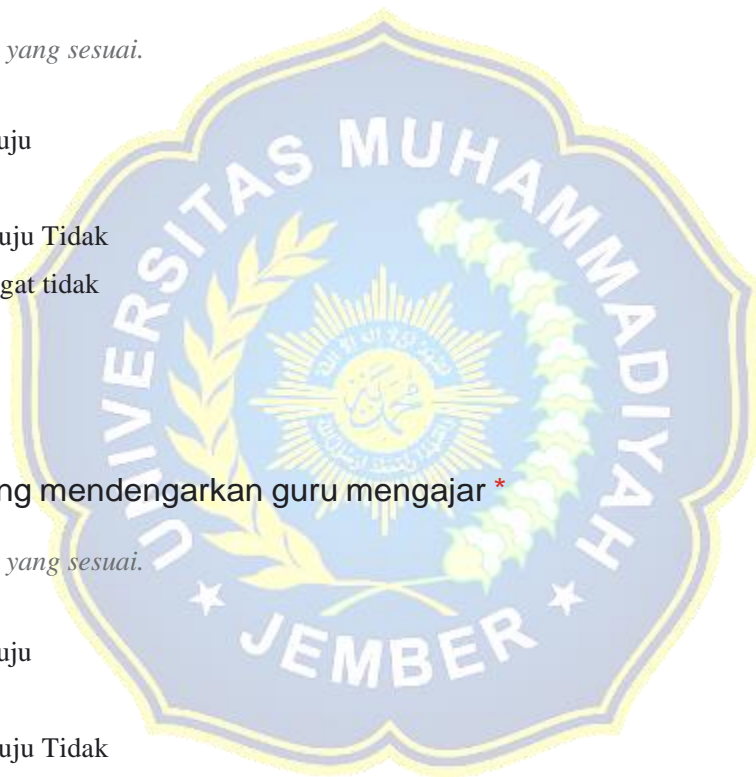 yang sesuai.
uju
uju Tidak
gat tidak
ng mendengarkan guru mengajar *
yang sesuai.
uju
uju Tidak
UNIVERSITAS MUHAMMADIYAH
JEMBER